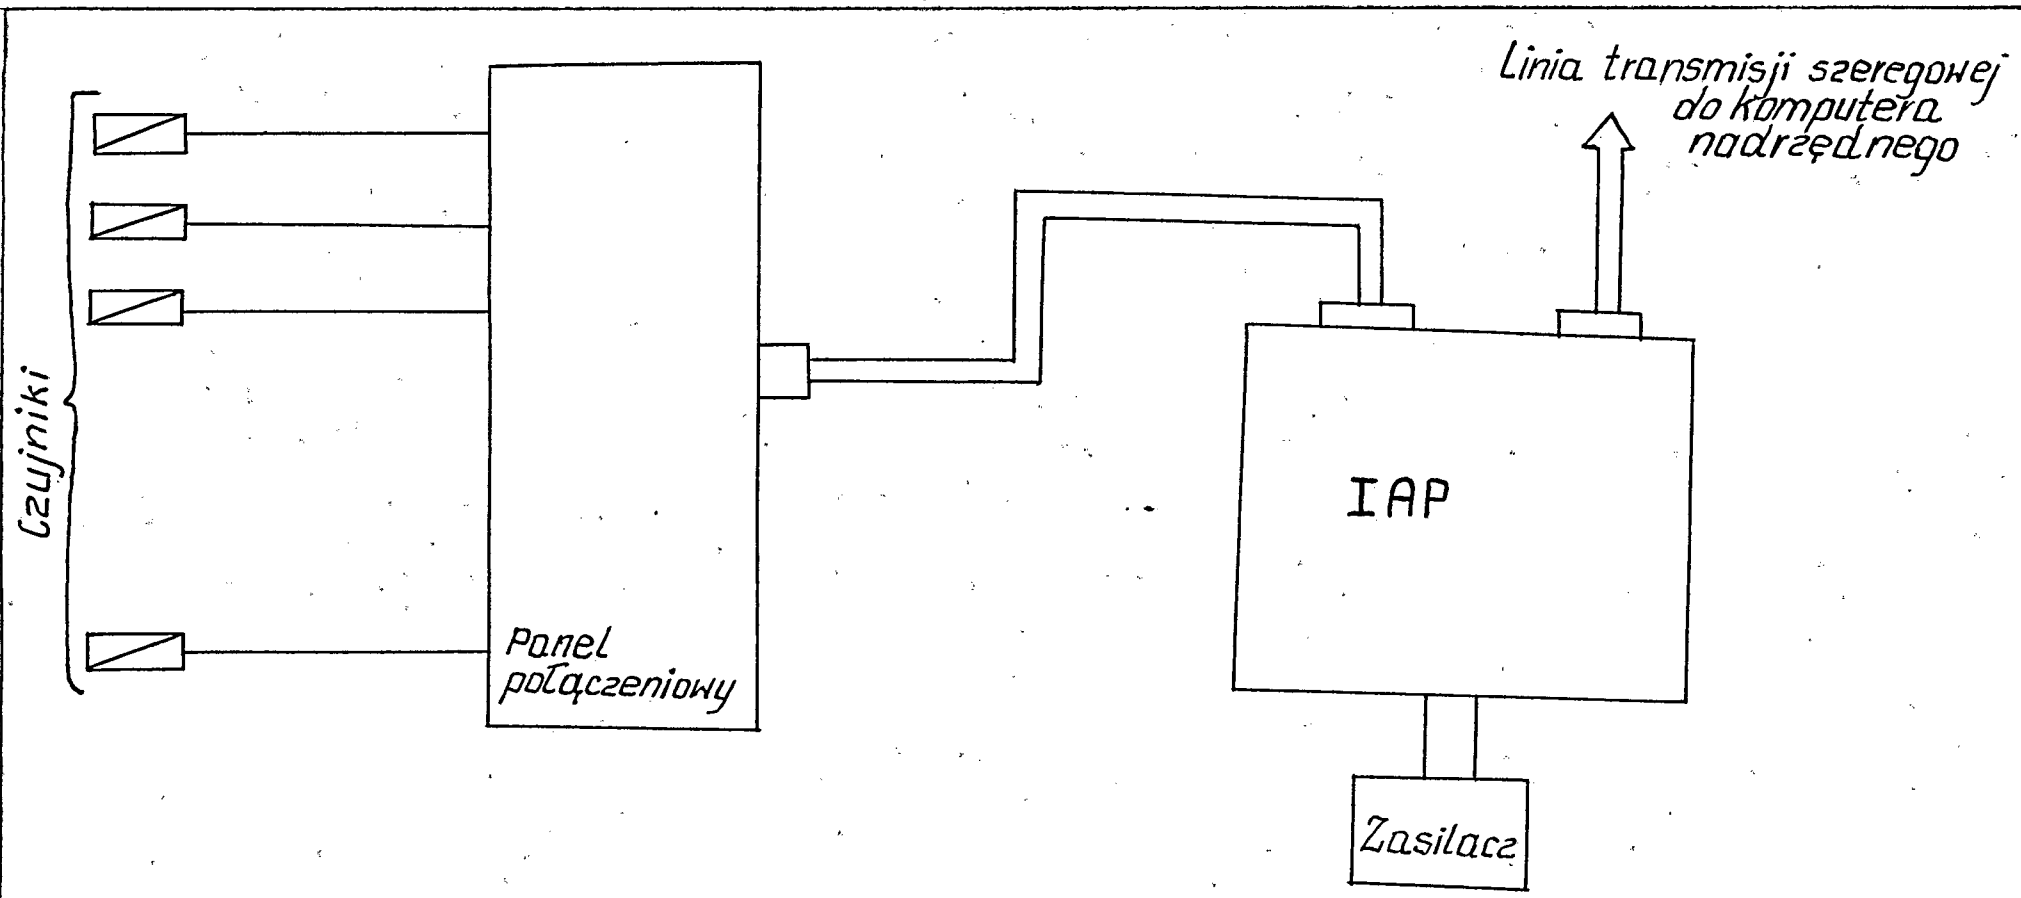 Linia transmisji szeregowej
do komputera
nadrzędnego
Czujniki
IAP
Panel
połączeniowy
Zasilacz